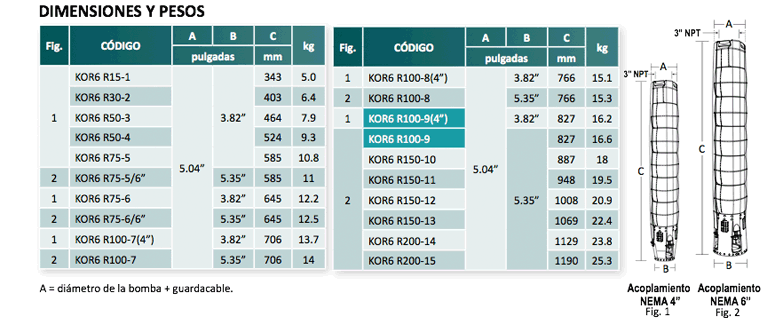 DIMENSIONES Y PESOS
Fig. CÓDIGO A B C kg
pulgadas mm
KOR6 R15-1 343 5.0
KOR6 R30-2 403 6.4
1 KOR6 R50-3 3.82” 464 7.9
KOR6 R50-4 524 9.3
KOR6 R75-5 5.04” 585 10.8
2 KOR6 R75-5/6” 5.35” 585 11
1 KOR6 R75-6 3.82” 645 12.2
2 KOR6 R75-6/6” 5.35” 645 12.5
1 KOR6 R100-7(4”) 3.82” 706 13.7
2 KOR6 R100-7 5.35” 706 14
A = diámetro de la bomba + guardacable.
Fig. CÓDIGO A B C kg
pulgadas mm
1 KOR6 R100-8(4”) 3.82” 766 15.1
2 KOR6 R100-8 5.35” 766 15.3
1 KOR6 R100-9(4”) 3.82” 827 16.2
KOR6 R100-9 827 16.6
KOR6 R150-10 5.04” 887 18
KOR6 R150-11 948 19.5
2 KOR6 R150-12 5.35” 1008 20.9
KOR6 R150-13 1069 22.4
KOR6 R200-14 1129 23.8
KOR6 R200-15 1190 25.3
A
3" NPT
C
B
Acoplamiento
NEMA 4”
Fig. 1
A
3" NPT
C
B
Acoplamiento
NEMA 6”
Fig. 2